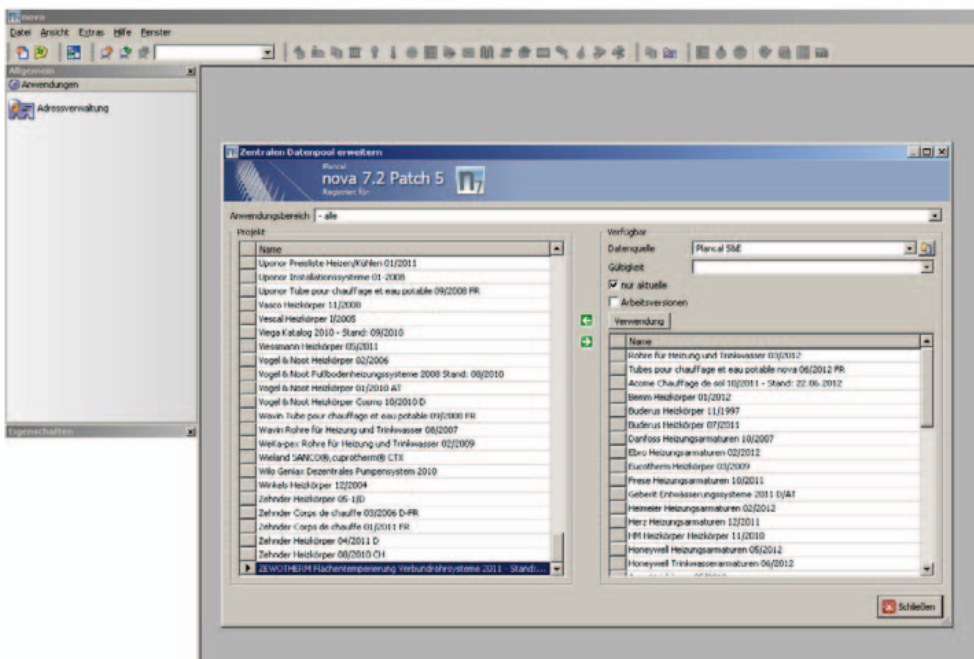 nova
Datei Ansicht Extras Hilfe Fenster
Allgemein
Anwendungen
Adressverwaltung
Eigenschaften
Zentralen Datenpool erweitern
Plancal
nova 7.2 Patch 5
Registriert für:
n7
Anwendungsbereich - alle
Projekt
Name
Uponor Preisliste Heizen/Kühlen 01/2011
Uponor Installationssysteme 01-2008
Uponor Tube pour chauffage et eau potable 09/2008 FR
Vasco Heizkörper 11/2008
Vescal Heizkörper 1/2005
Viega Katalog 2010 - Stand: 09/2010
Viessmann Heizkörper 05/2011
Vogel & Noot Heizkörper 02/2006
Vogel & Noot Fußbodenheizungssysteme 2008 Stand: 08/2010
Vogel & Noot Heizkörper 01/2010 AT
Vogel & Noot Heizkörper Cosmo 10/2010 D
Wavin Tube pour chauffage et eau potable 09/2008 FR
Wavin Rohre für Heizung und Trinkwasser 08/2007
WeKa-pex Rohre für Heizung und Trinkwasser 02/2009
Wieland SANCO®,cuprotherm® CTX
Wilo Geniax Dezentrales Pumpensystem 2010
Winkels Heizkörper 12/2004
Zehnder Heizkörper 05-1/D
Zehnder Corps de chauffe 03/2006 D-FR
Zehnder Corps de chauffe 01/2011 FR
Zehnder Heizkörper 04/2011 D
Zehnder Heizkörper 08/2010 CH
ZEWOTHERM Flächentemperierung Verbundrohrsysteme 2011 - Stand:...
Verfügbar
Datenquelle Plancal S&E
Gültigkeit
nur aktuelle
Arbeitsversionen
Verwendung
Name
Rohre für Heizung und Trinkwasser 03/2012
Tubes pour chauffage et eau potable nova 06/2012 FR
Acome Chauffage de sol 10/2011 - Stand: 22.06.2012
Bemm Heizkörper 01/2012
Buderus Heizkörper 11/1997
Buderus Heizkörper 07/2011
Danfoss Heizungsarmaturen 10/2007
Ebro Heizungsarmaturen 02/2012
Eucotherm Heizkörper 03/2009
Frese Heizungsarmaturen 10/2011
Geberit Entwässerungssysteme 2011 D/AT
Heimeier Heizungsarmaturen 02/2012
Herz Heizungsarmaturen 12/2011
HM Heizkörper Heizkörper 11/2010
Honeywell Heizungsarmaturen 05/2012
Honeywell Trinkwasserarmaturen 06/2012
Schließen